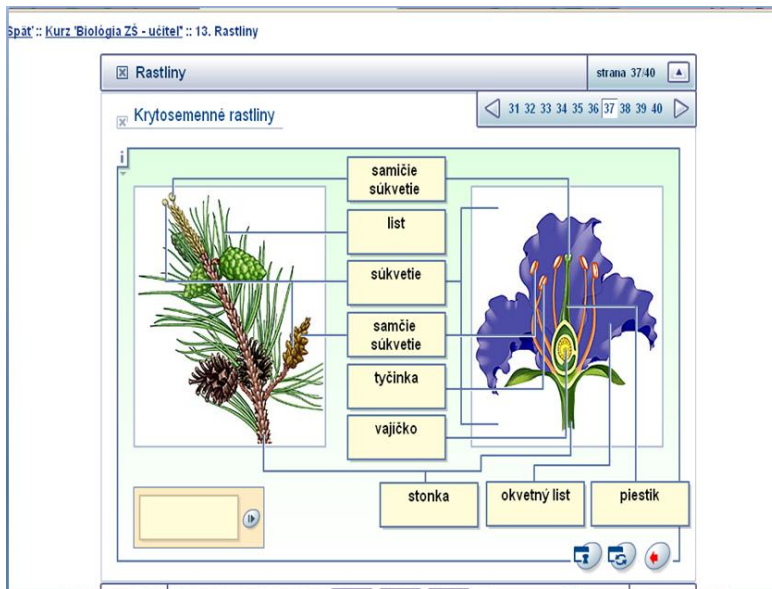 Späť :: Kurz 'Biológia ZŠ - učiteľ' :: 13. Rastliny
Rastliny
strana 37/40
Krytosemenné rastliny
31 32 33 34 35 36 37 38 39 40
i
samičie
súkvetie
list
súkvetie
samčie
súkvetie
tyčinka
vajíčko
stonka
okvetný list
piestik